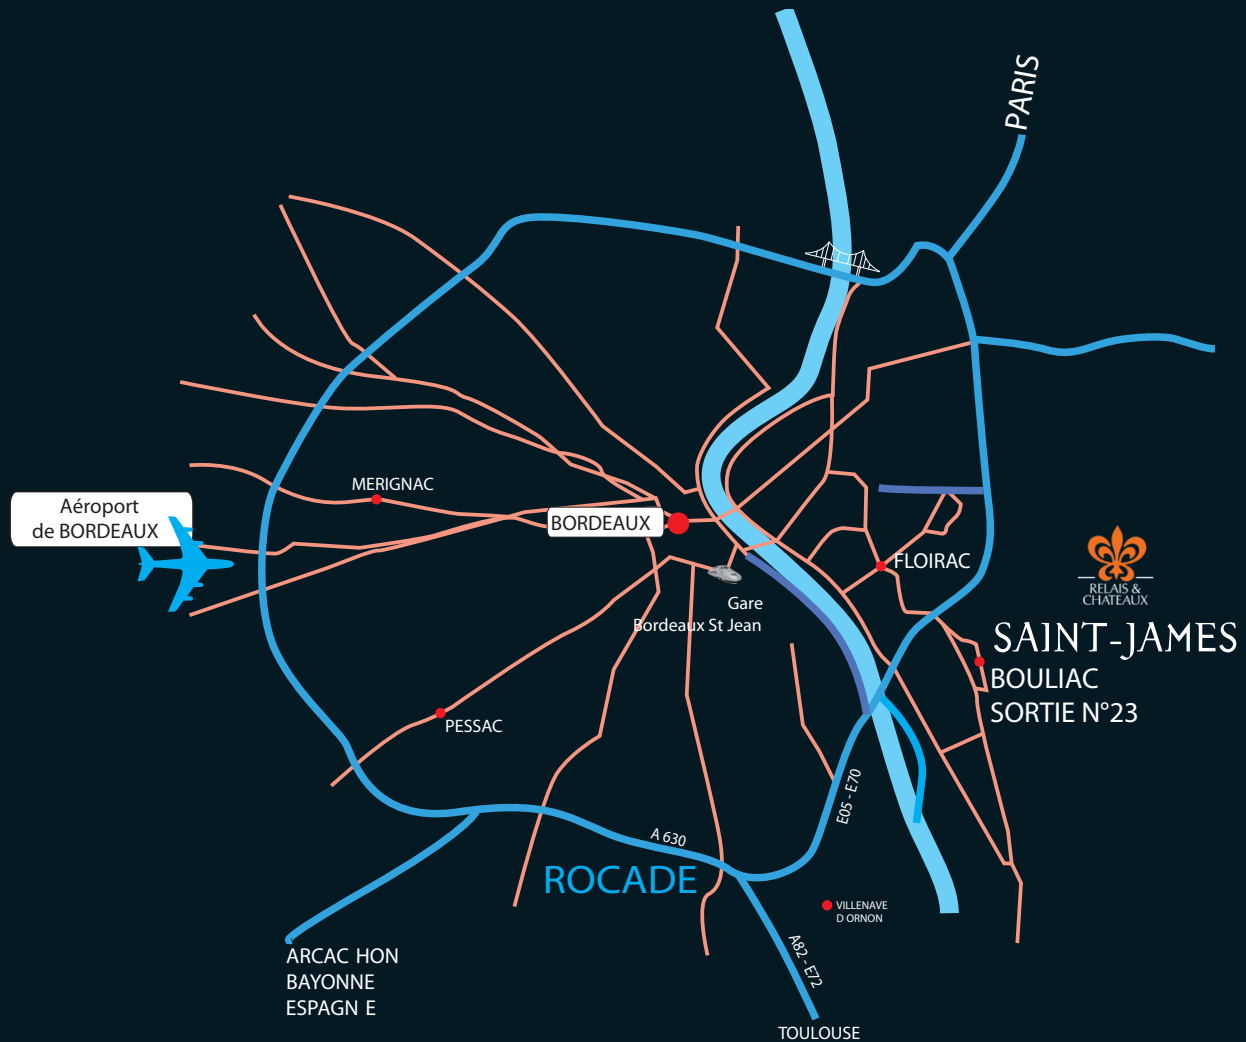 PARIS
MERIGNAC
Aéroport
de BORDEAUX
BORDEAUX
FLOIRAC
RELAIS &
CHATEAUX
Gare
Bordeaux St Jean
SAINT-JAMES
BOULIAC
SORTIE N°23
PESSAC
E05 - E70
A 630
ROCADE
VILLENAVE
D ORNON
A82 - E72
ARCAC HON
BAYONNE
ESPAGN E
TOULOUSE